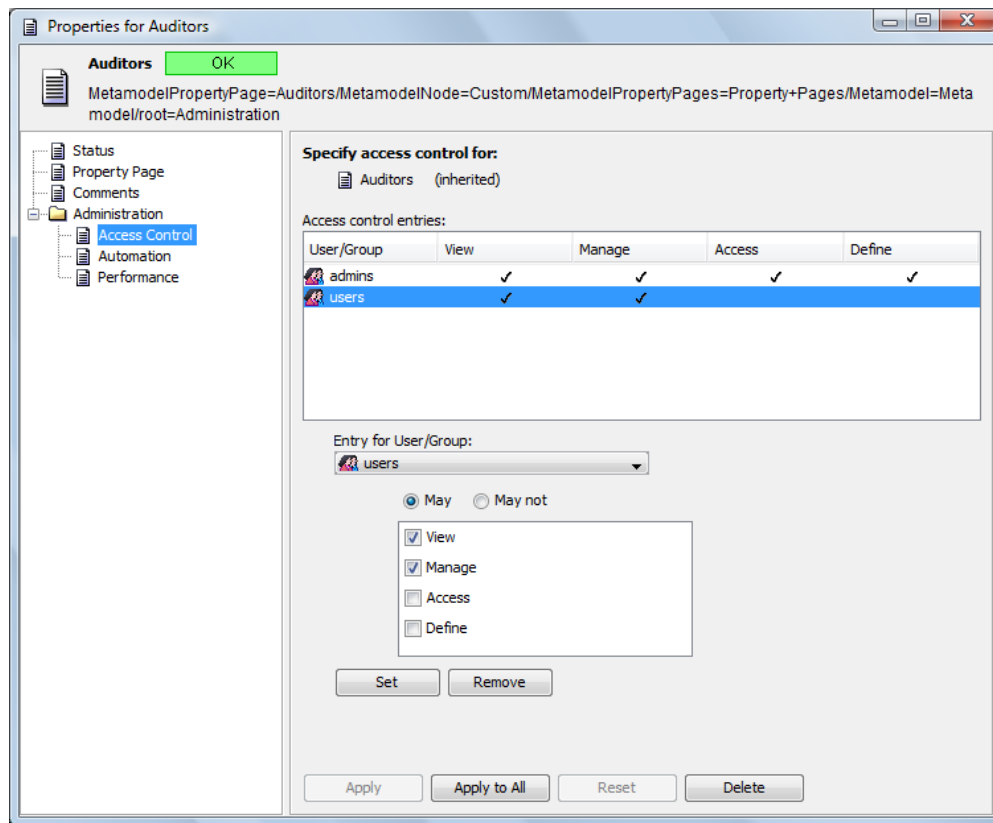 Properties for Auditors
Auditors OK
MetamodelPropertyPage=Auditors/MetamodelNode=Custom/MetamodelPropertyPages=Property+Pages/Metamodel=Meta
model/root=Administration
Status
Property Page
Comments
Administration
Access Control
Automation
Performance
Specify access control for:
Auditors (inherited)
Access control entries:
User/Group View Manage Access Define
admins ✓ ✓ ✓ ✓
users ✓ ✓
Entry for User/Group:
users
May May not
View
Manage
Access
Define
Set Remove
Apply Apply to All Reset Delete